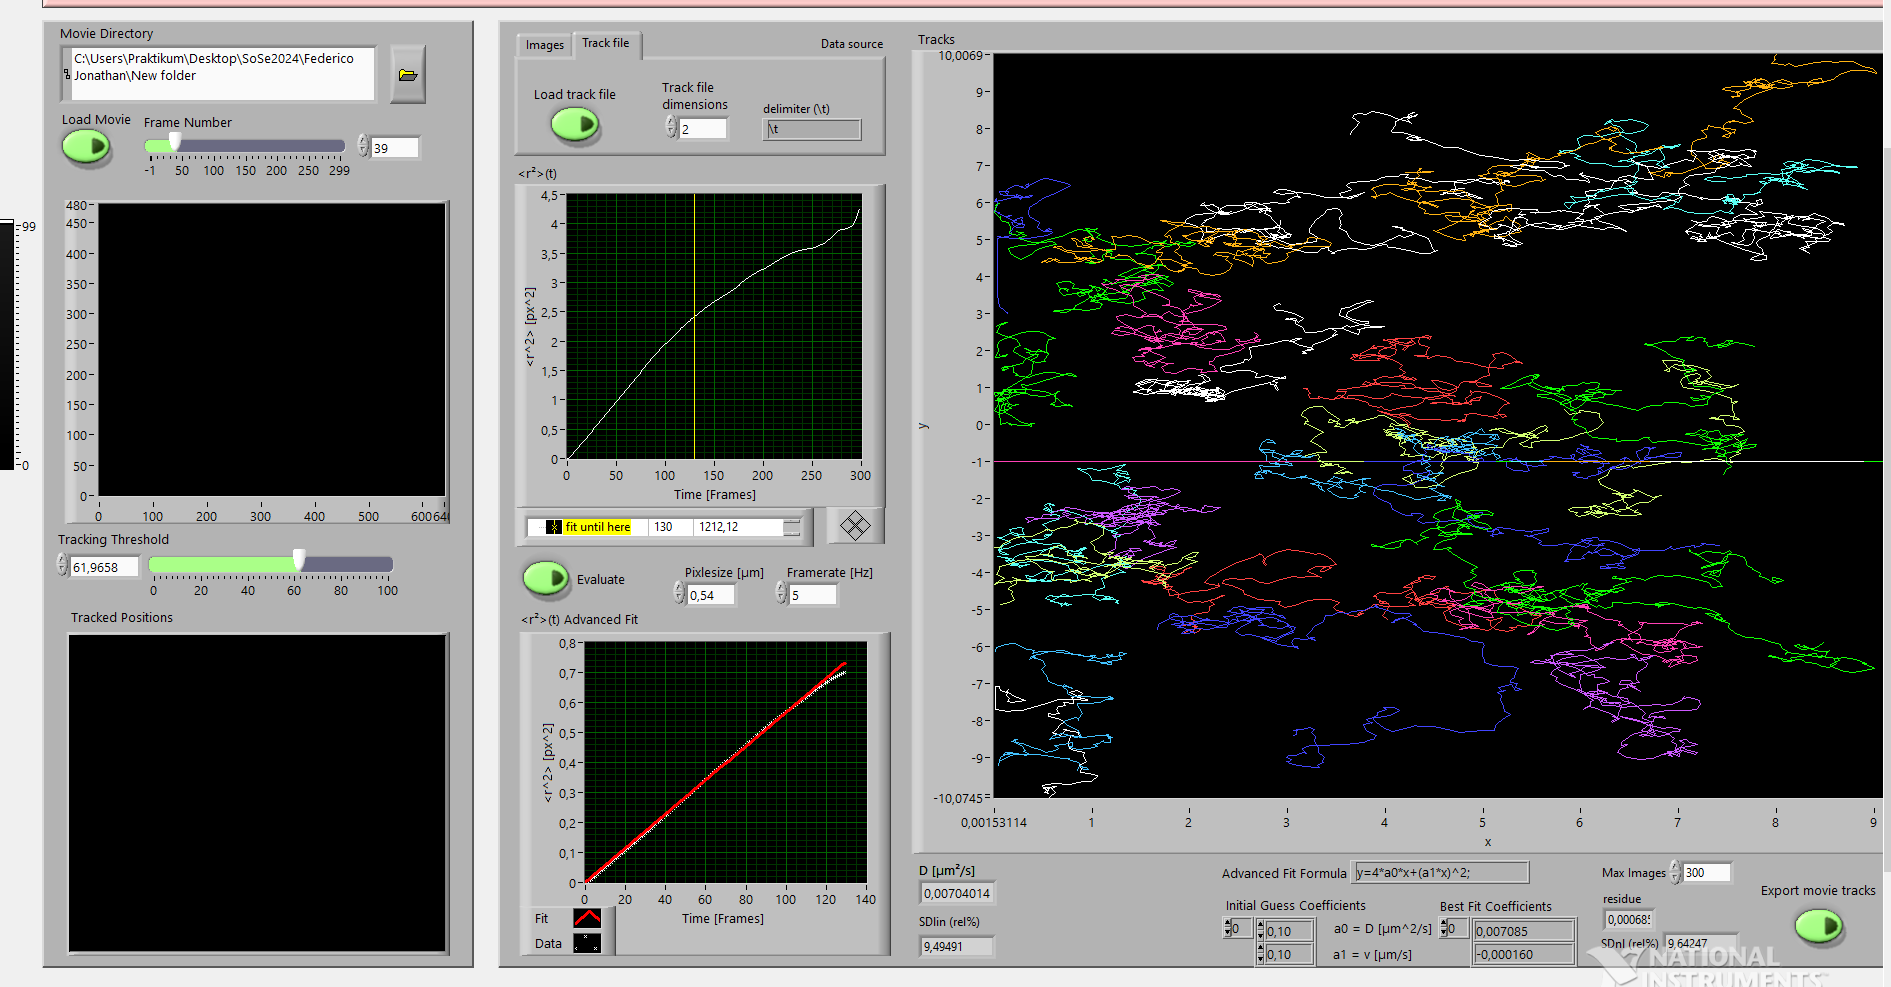 Movie Directory
C:\Users\Praktikum\Desktop\SoSe2024\Federico
Jonathan\New folder
Load Movie
Frame Number
39
-1 50 100 150 200 250 299
99
0
480
450
400
350
300
250
200
150
100
50
0
0 100 200 300 400 500 600
Tracking Threshold
61,9658
0 20 40 60 80 100
Tracked Positions
Images
Track file
Data source
Load track file
Track file
dimensions
2
delimiter (\t)
\t
<r²>(t)
<r^2> [px^2]
4,5
4
3,5
3
2,5
2
1,5
1
0,5
0
0 50 100 150 200 250 300
Time [Frames]
fit until here 130 1212,12
Evaluate
Pixlesize [µm]
0,54
Framerate [Hz]
5
<r²>(t) Advanced Fit
<r^2> [px^2]
0,8
0,7
0,6
0,5
0,4
0,3
0,2
0,1
0
0 20 40 60 80 100 120 140
Time [Frames]
Fit
Data
Tracks
y
10,0069
9
8
7
6
5
4
3
2
1
0
-1
-2
-3
-4
-5
-6
-7
-8
-9
-10,0745
0,00153114 1 2 3 4 5 6 7 8 9
x
D [µm²/s]
0,00704014
SDlin (rel%)
9,49491
Advanced Fit Formula
y=4*a0*x+(a1*x)^2;
Initial Guess Coefficients
0
0,10
0,10
a0 = D [µm^2/s]
a1 = v [µm/s]
Best Fit Coefficients
0
0,007085
-0,000160
Max Images
300
residue
SDnl (rel%)
9,64247
Export movie tracks
NATIONAL
INSTRUMENTS